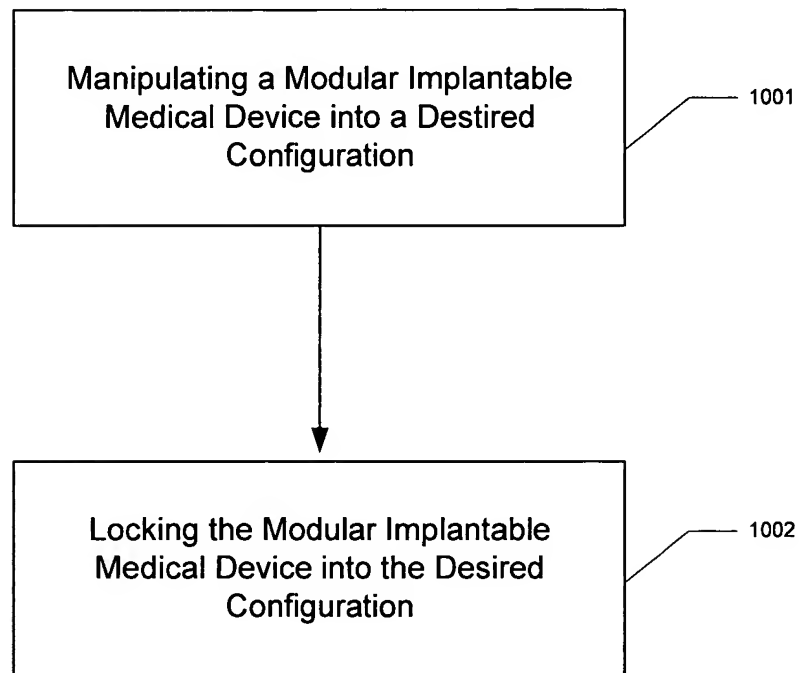 Manipulating a Modular Implantable
Medical Device into a Destired
Configuration
1001
Locking the Modular Implantable
Medical Device into the Desired
Configuration
1002